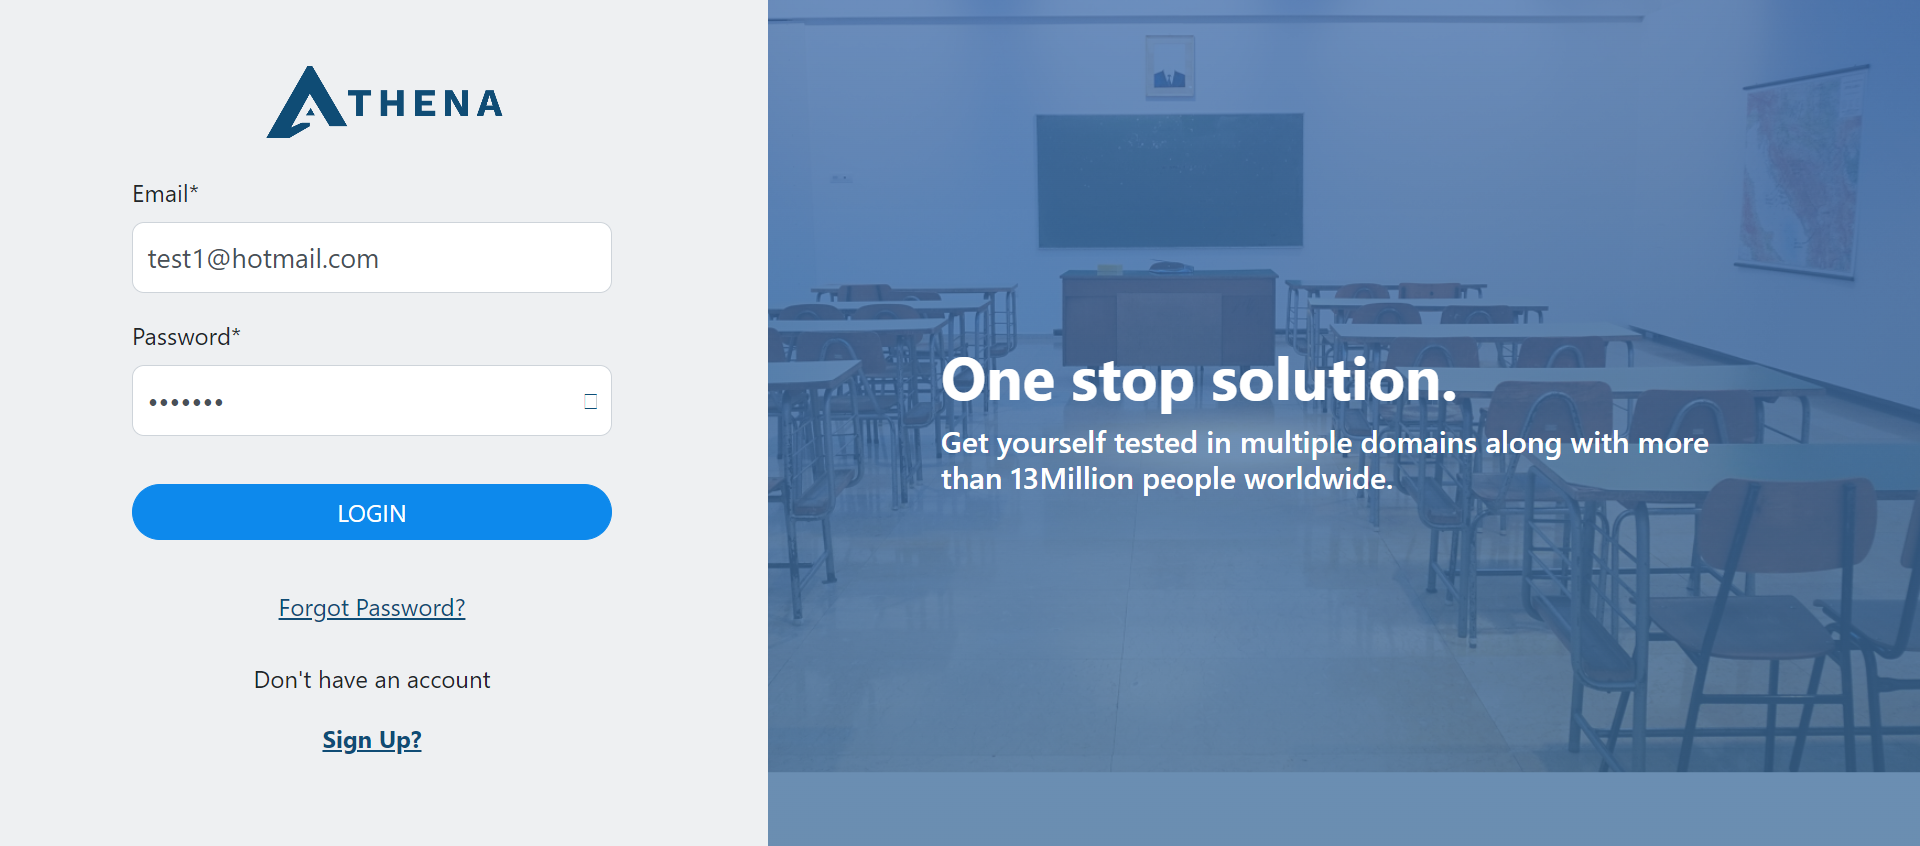 ATHENA
Email*
test1@hotmail.com
Password*
•••••••
LOGIN
Forgot Password?
Don't have an account
Sign Up?
One stop solution.
Get yourself tested in multiple domains along with more
than 13Million people worldwide.